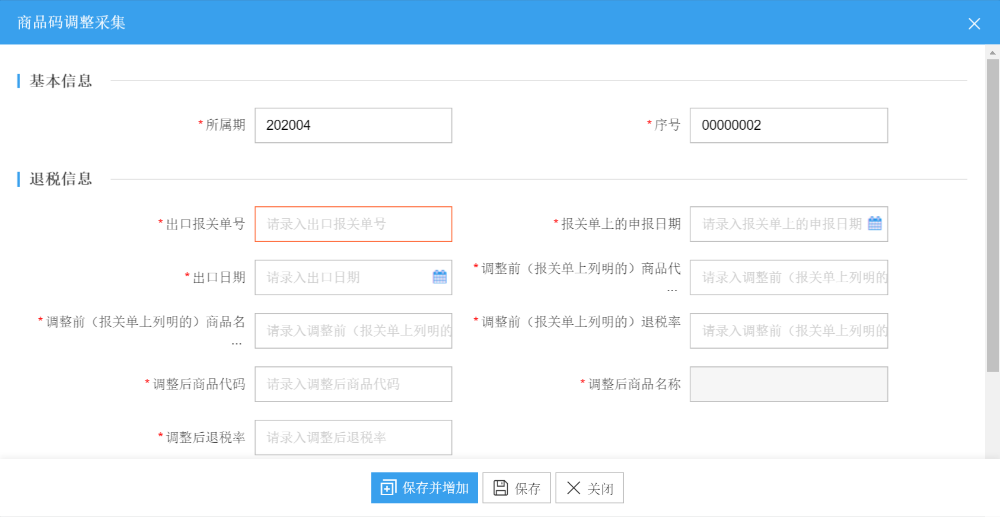 商品码调整采集
基本信息
*所属期 202004 *序号 00000002
退税信息
*出口报关单号 请录入出口报关单号 *报关单上的申报日期 请录入报关单上的申报日期
*出口日期 请录入出口日期 *调整前（报关单上列明的）商品代... 请录入调整前（报关单上列明的
*调整前（报关单上列明的）商品名... 请录入调整前（报关单上列明的 *调整前（报关单上列明的）退税率 请录入调整前（报关单上列明的
*调整后商品代码 请录入调整后商品代码 *调整后商品名称
*调整后退税率 请录入调整后退税率
保存并增加 保存 关闭